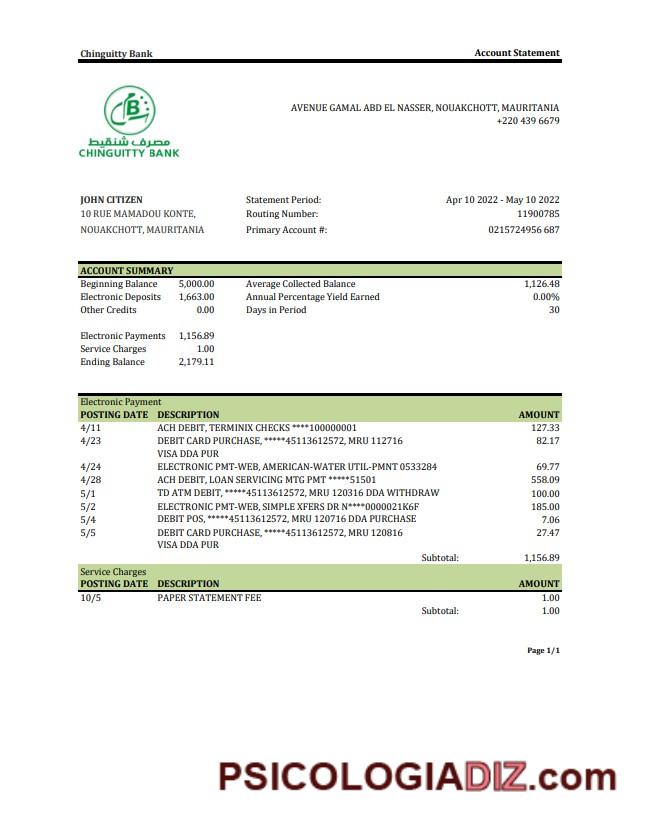 Chinguitty Bank Account Statement
B
AVENUE GAMAL ABD EL NASSER, NOUAKCHOTT, MAURITANIA
+220 439 6679
مصرف شنقيط
CHINGUITTY BANK
JOHN CITIZEN Statement Period: Apr 10 2022 - May 10 2022
10 RUE MAMADOU KONTE, Routing Number: 11900785
NOUAKCHOTT, MAURITANIA Primary Account #: 0215724956 687
ACCOUNT SUMMARY
Beginning Balance 5,000.00 Average Collected Balance 1,126.48
Electronic Deposits 1,663.00 Annual Percentage Yield Earned 0.00%
Other Credits 0.00 Days in Period 30
Electronic Payments 1,156.89
Service Charges 1.00
Ending Balance 2,179.11
Electronic Payment
POSTING DATE DESCRIPTION AMOUNT
4/11 ACH DEBIT, TERMINIX CHECKS ****100000001 127.33
4/23 DEBIT CARD PURCHASE, *****45113612572, MRU 112716 82.17
VISA DDA PUR
4/24 ELECTRONIC PMT-WEB, AMERICAN-WATER UTIL-PMNT 0533284 69.77
4/28 ACH DEBIT, LOAN SERVICING MTG PMT *****51501 558.09
5/1 TD ATM DEBIT, *****45113612572, MRU 120316 DDA WITHDRAW 100.00
5/2 ELECTRONIC PMT-WEB, SIMPLE XFERS DR N****0000021K6F 185.00
5/4 DEBIT POS, *****45113612572, MRU 120716 DDA PURCHASE 7.06
5/5 DEBIT CARD PURCHASE, *****45113612572, MRU 120816 27.47
VISA DDA PUR
Subtotal: 1,156.89
Service Charges
POSTING DATE DESCRIPTION AMOUNT
10/5 PAPER STATEMENT FEE 1.00
Subtotal: 1.00
Page 1/1
PSICOLOGIADIZ.com